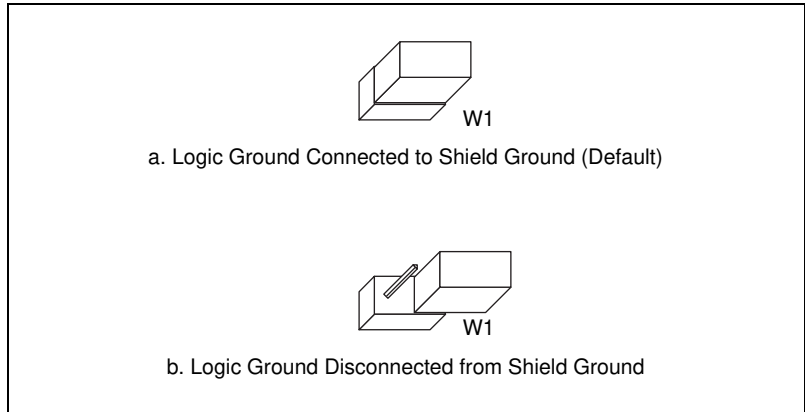 W1
a. Logic Ground Connected to Shield Ground (Default)
W1
b. Logic Ground Disconnected from Shield Ground